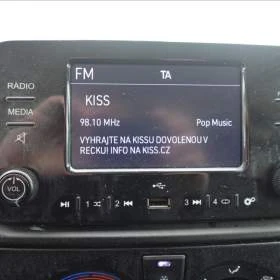 FM TA
RADIO
KISS
MEDIA
98.10 MHz Pop Music
VYHRAJTE NA KISSU DOVOLENOU V
RECKU! INFO NA KISS.CZ
VOL
1 2 3 4